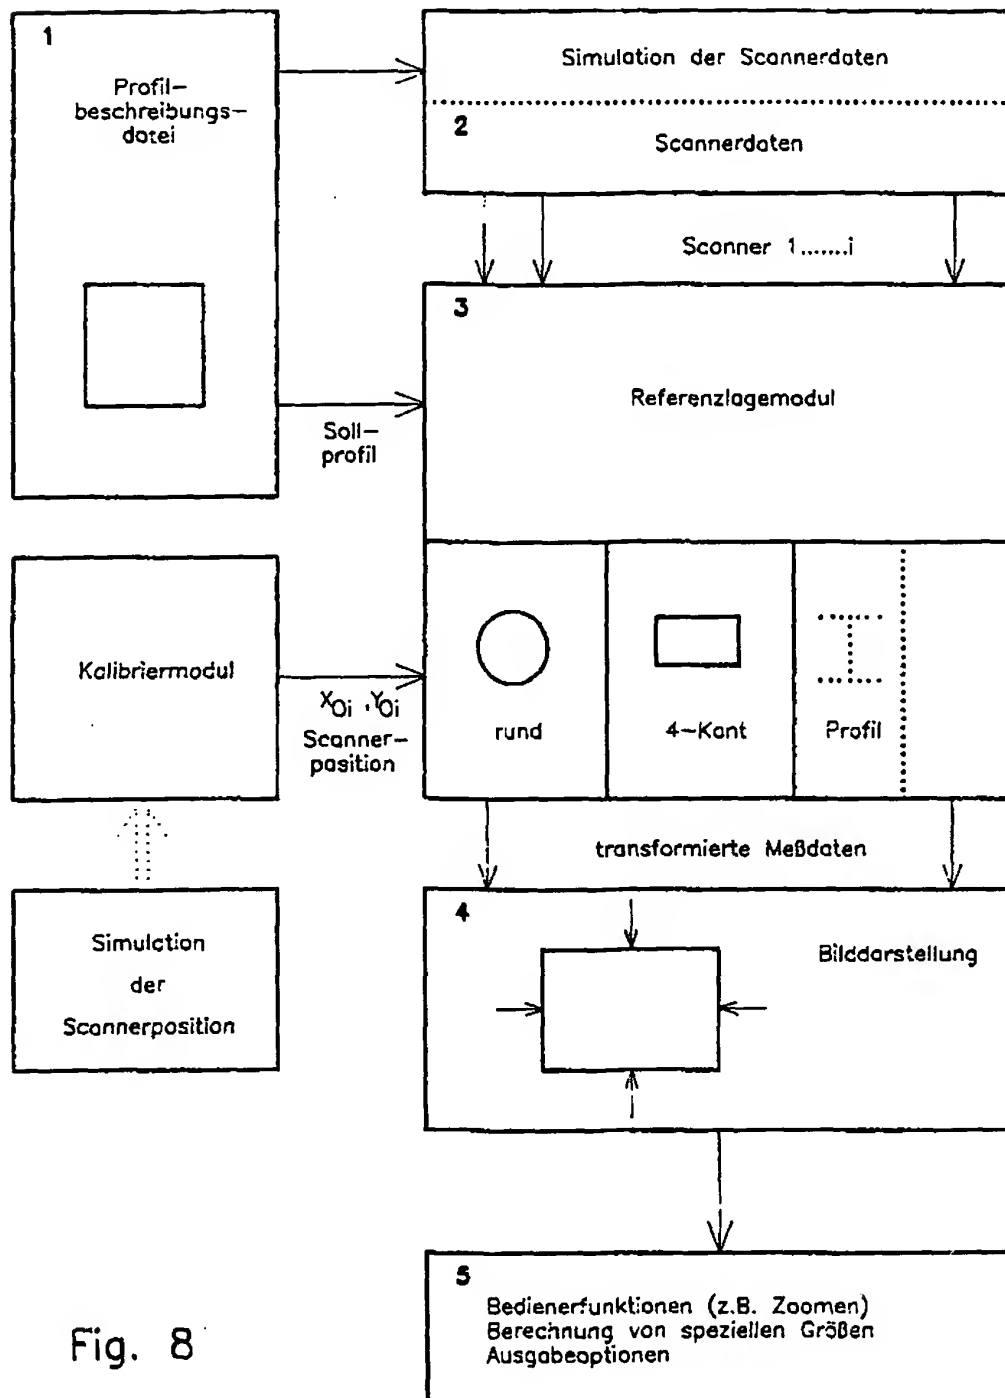 1
Profil-
beschreibungs-
datei
Simulation der Scannerdaten
2
Scannerdaten
Scanner 1.......i
3
Referenzlagemodul
Soll-
profil
Kalibriermodul
X0i ,Y0i
Scanner-
position
rund
4-Kant
Profil
transformierte Meßdaten
Simulation
der
Scannerposition
4
Bilddarstellung
5
Bedienerfunktionen (z.B. Zoomen)
Berechnung von speziellen Größen
Ausgabeoptionen
Fig. 8